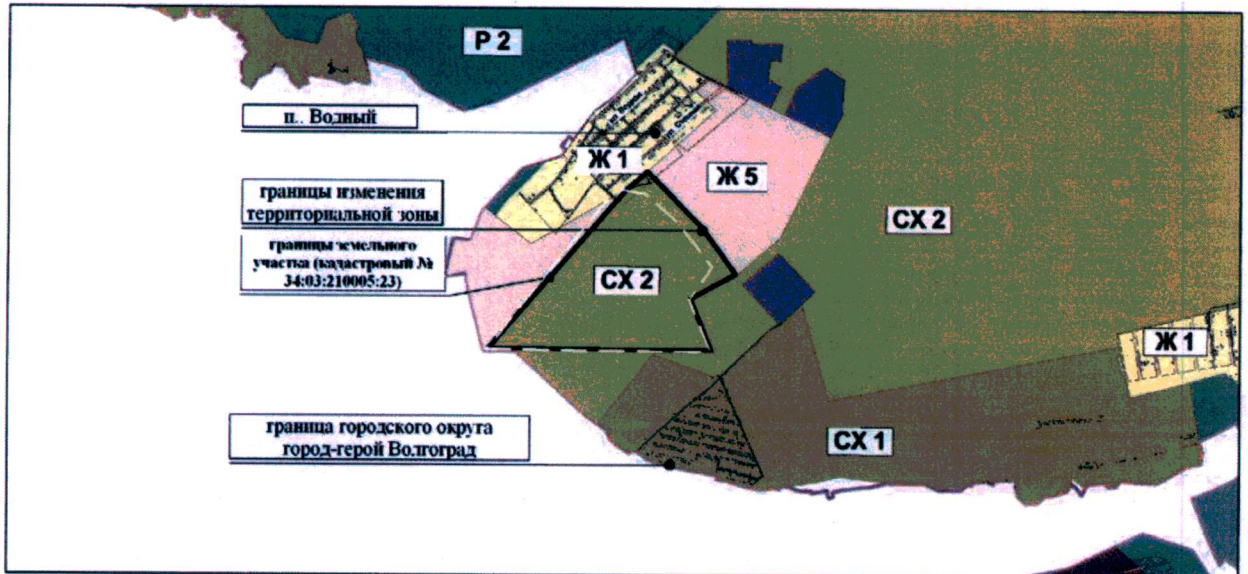 Р 2
п.. Водный
Ж 1
Ж 5
границы изменения
территориальной зоны
СХ 2
границы земельного
участка (кадастровый №
34:03:210005:23)
СХ 2
Ж 1
граница городского округа
город-герой Волгоград
СХ 1